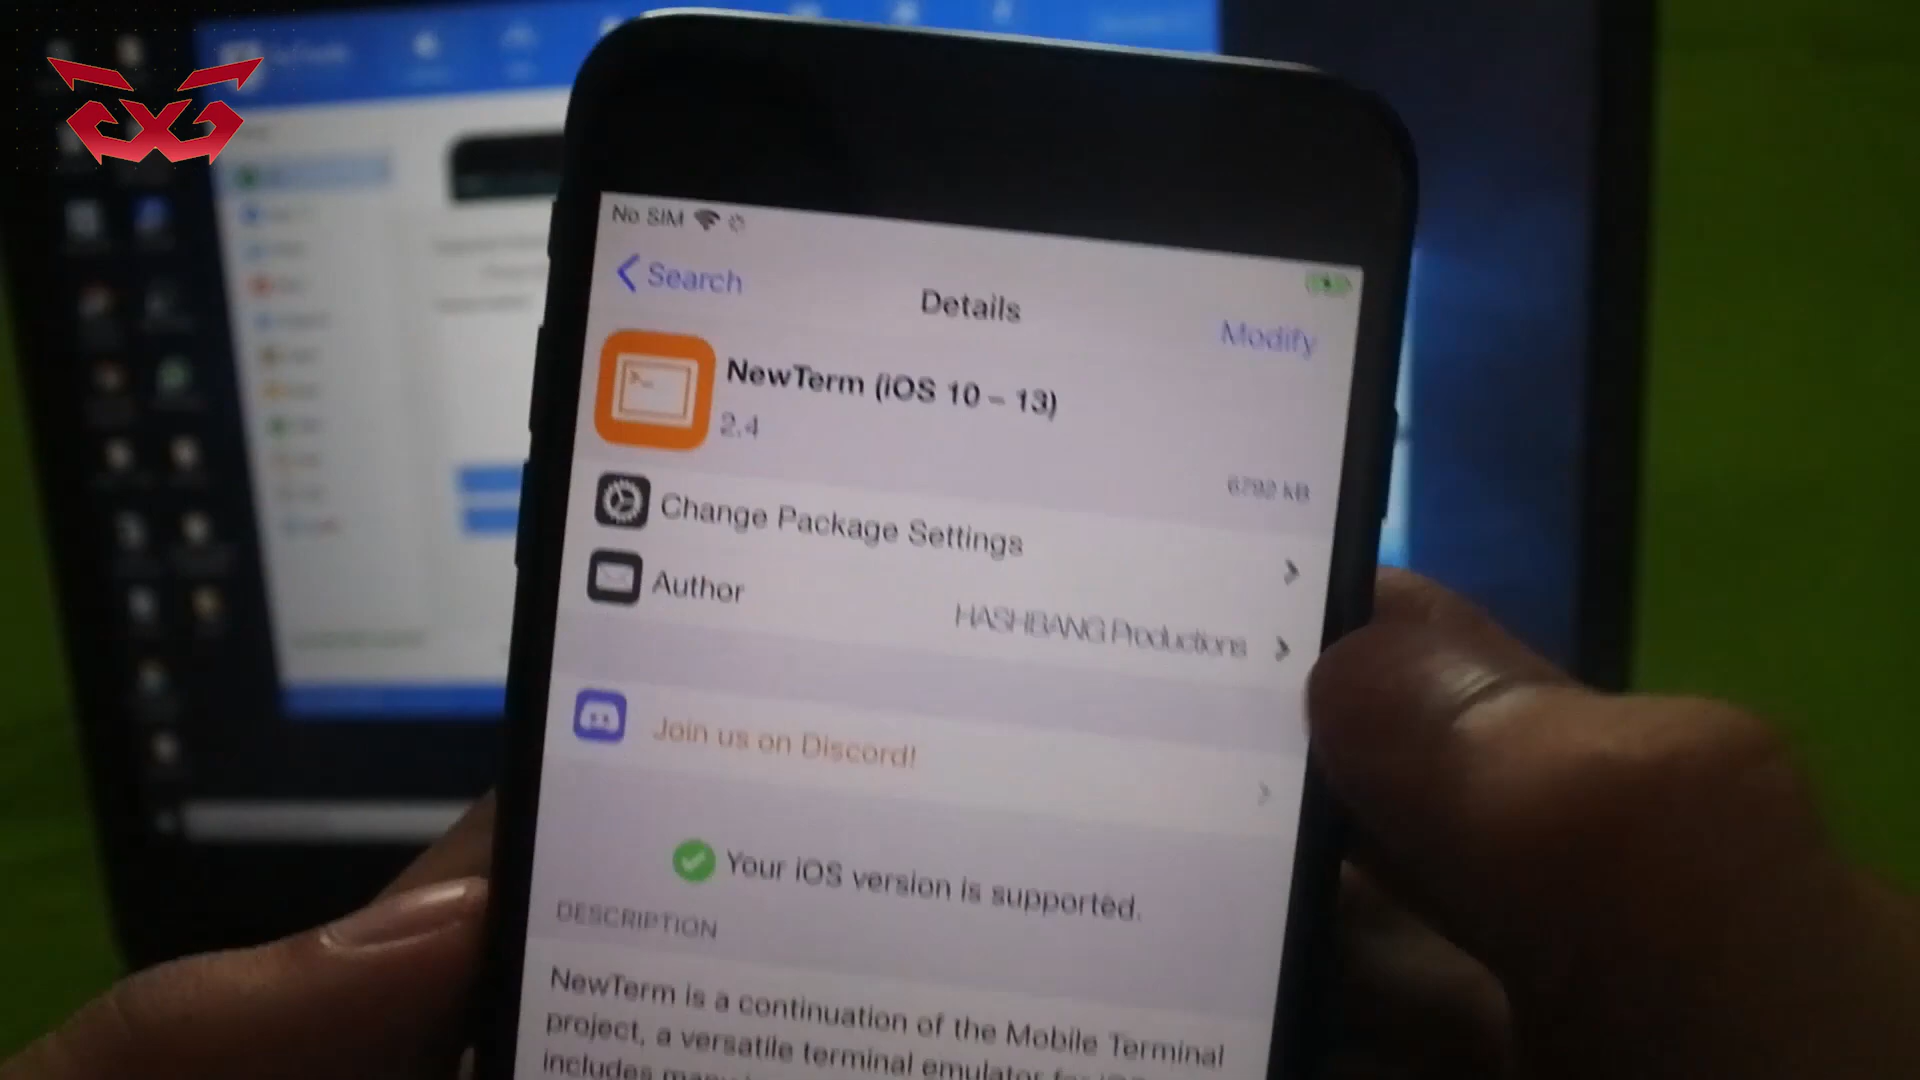 No SIM
Search
Details
Modify
NewTerm (iOS 10 – 13)
2.4
6792 kB
Change Package Settings
Author
HASHBANG Productions
Join us on Discord!
Your iOS version is supported.
DESCRIPTION
NewTerm is a continuation of the Mobile Terminal
project, a versatile terminal emulator for
includes